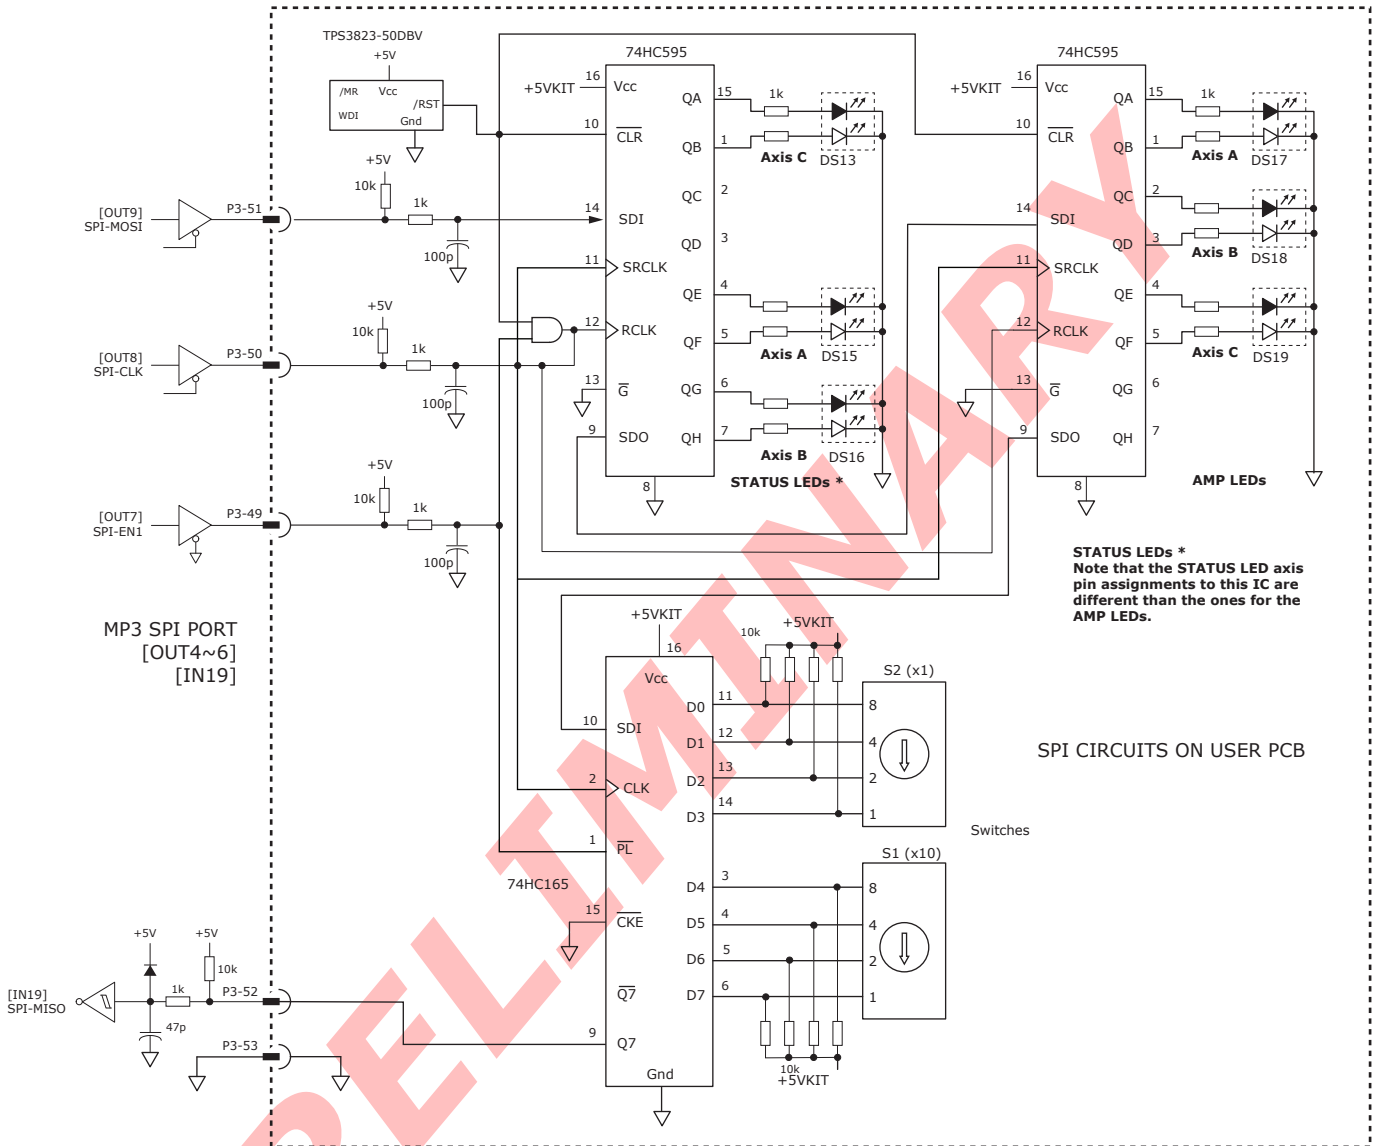 TPS3823-50DBV
+5V
/MR
Vcc
/RST
WDI
Gnd
74HC595
+5VKIT
16
Vcc
QA
15
1k
10
CLR
QB
1
Axis C
DS13
QC
2
14
SDI
QD
3
11
SRCLK
QE
4
12
RCLK
QF
5
Axis A
DS15
13
G
QG
6
9
SDO
QH
7
Axis B
DS16
8
STATUS LEDs *
74HC595
+5VKIT
16
Vcc
QA
15
1k
10
CLR
QB
1
Axis A
DS17
QC
2
14
SDI
QD
3
Axis B
DS18
11
SRCLK
QE
4
12
RCLK
QF
5
Axis C
DS19
13
G
QG
6
9
SDO
QH
7
8
AMP LEDs
[OUT9]
SPI-MOSI
P3-51
+5V
10k
1k
100p
[OUT8]
SPI-CLK
P3-50
+5V
10k
1k
100p
[OUT7]
SPI-EN1
P3-49
+5V
10k
1k
100p
STATUS LEDs *
Note that the STATUS LED axis
pin assignments to this IC are
different than the ones for the
AMP LEDs.
MP3 SPI PORT
[OUT4~6]
[IN19]
+5VKIT
16
Vcc
10
SDI
2
CLK
1
PL
74HC165
15
CKE
Q7
9
Q7
Gnd
D0
11
D1
12
D2
13
D3
14
D4
3
D5
4
D6
5
D7
6
10k
+5VKIT
S2 (x1)
8
4
2
1
Switches
S1 (x10)
8
4
2
1
10k
+5VKIT
SPI CIRCUITS ON USER PCB
+5V
+5V
10k
[IN19]
SPI-MISO
1k
P3-52
47p
P3-53
PRELIMINARY